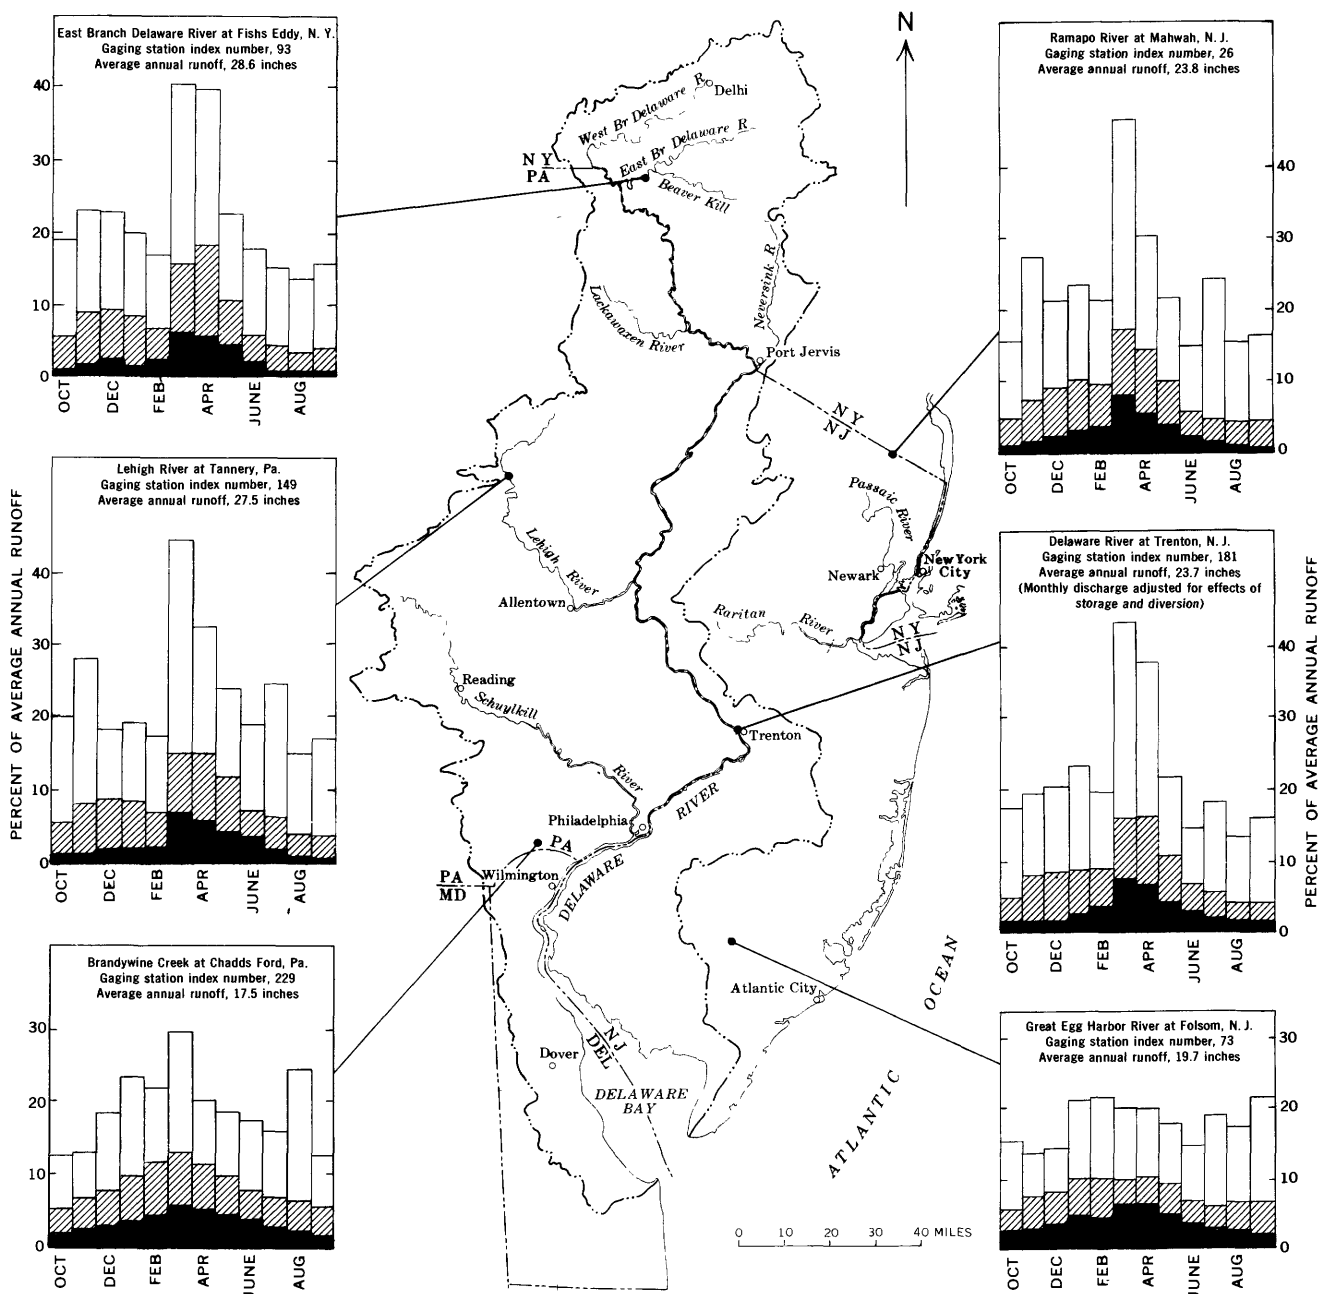 East Branch Delaware River at Fishs Eddy, N. Y.
Gaging station index number, 93
Average annual runoff, 28.6 inches
40
30
20
10
0
OCT
DEC
FEB
APR
JUNE
AUG
Lehigh River at Tannery, Pa.
Gaging station index number, 149
Average annual runoff, 27.5 inches
40
30
20
10
0
OCT
DEC
FEB
APR
JUNE
AUG
Brandywine Creek at Chadds Ford, Pa.
Gaging station index number, 229
Average annual runoff, 17.5 inches
30
20
10
0
OCT
DEC
FEB
APR
JUNE
AUG
PERCENT OF AVERAGE ANNUAL RUNOFF
N
West Br Delaware R
Delhi
East Br Delaware R
N Y
PA
Beaver Kill
Neversink R
Lackawaxen River
Port Jervis
N Y
N J
Passaic River
Lehigh River
New York
City
Newark
Allentown
Raritan River
N Y
N J
Reading
Schuylkill River
Trenton
Philadelphia
DELAWARE RIVER
PA
Wilmington
PA
MD
Atlantic City
N J
DEL
Dover
DELAWARE
BAY
ATLANTIC OCEAN
0 10 20 30 40 MILES
Ramapo River at Mahwah, N. J.
Gaging station index number, 26
Average annual runoff, 23.8 inches
40
30
20
10
0
OCT
DEC
FEB
APR
JUNE
AUG
Delaware River at Trenton, N. J.
Gaging station index number, 181
Average annual runoff, 23.7 inches
(Monthly discharge adjusted for effects of
storage and diversion)
40
30
20
10
0
OCT
DEC
FEB
APR
JUNE
AUG
Great Egg Harbor River at Folsom, N. J.
Gaging station index number, 73
Average annual runoff, 19.7 inches
30
20
10
0
OCT
DEC
FEB
APR
JUNE
AUG
PERCENT OF AVERAGE ANNUAL RUNOFF